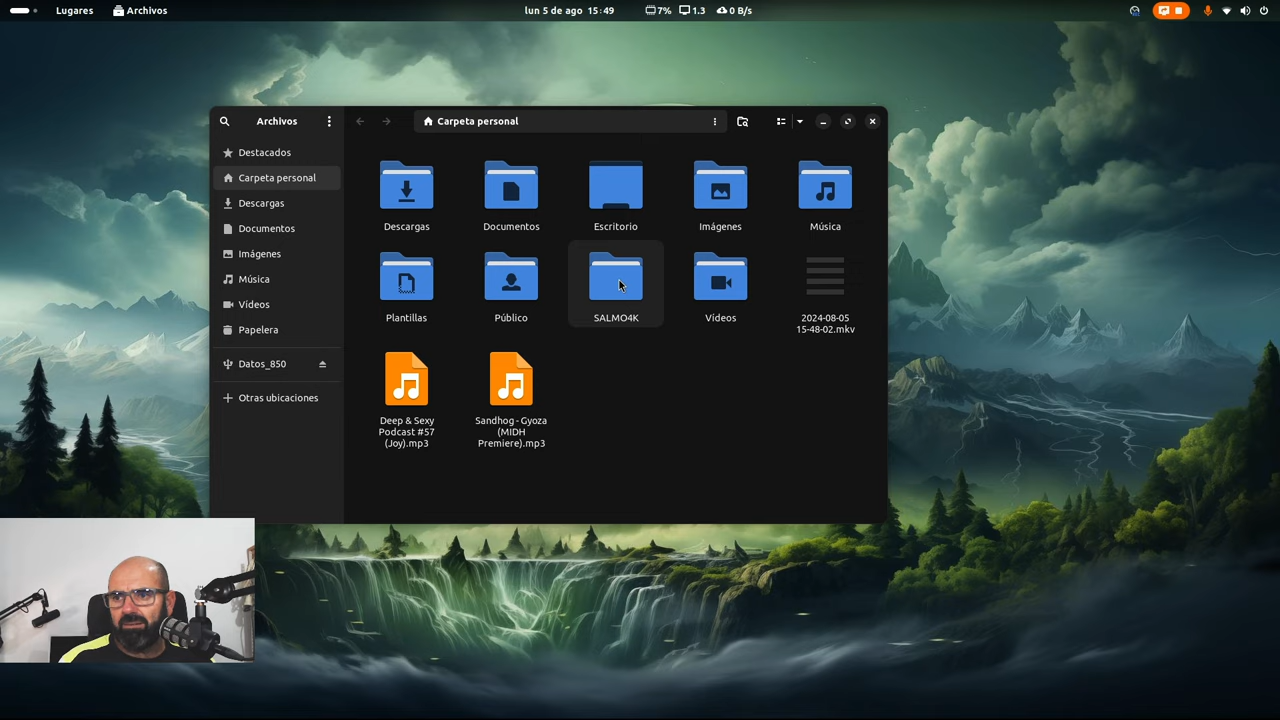 Lugares
Archivos
lun 5 de ago 15:49
7%
1.3
0 B/s
Archivos
Carpeta personal
Destacados
Carpeta personal
Descargas
Documentos
Imágenes
Música
Vídeos
Papelera
Datos_850
Otras ubicaciones
Descargas
Documentos
Escritorio
Imágenes
Música
Plantillas
Público
SALMO4K
Vídeos
2024-08-05
15-48-02.mkv
Deep & Sexy
Podcast #57
(Joy).mp3
Sandhog - Gyoza
(MIDH
Premiere).mp3